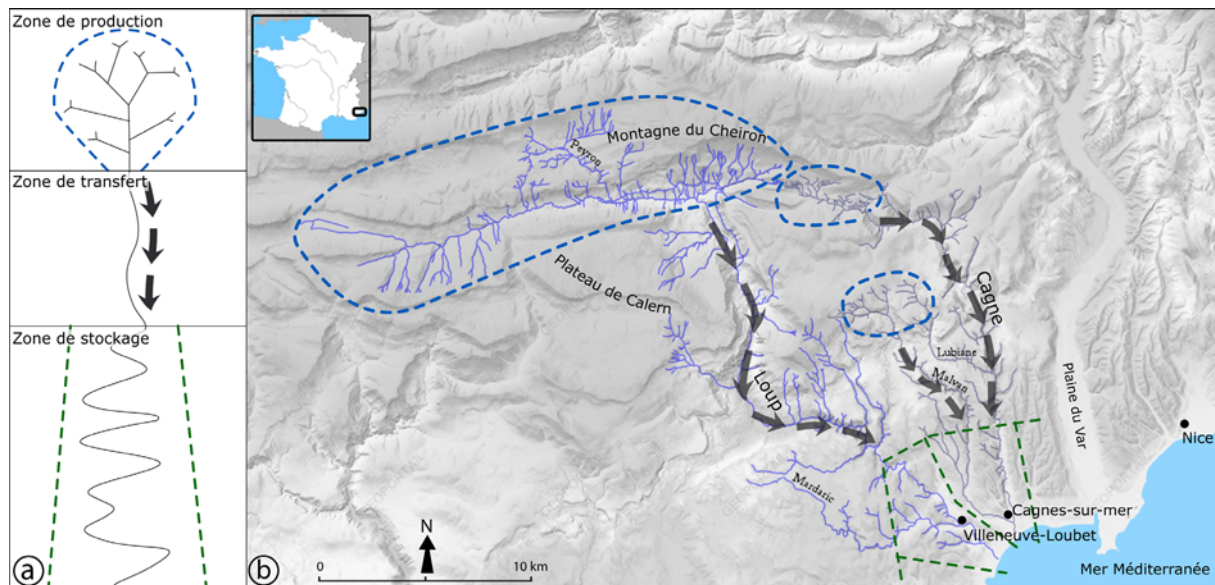 Zone de production
Zone de transfert
Zone de stockage
a
Montagne du Cheiron
Peyron
Plateau de Calern
Cagne
Loup
Lubiane
Malvan
Plaine du Var
Nice
Mardaric
Cagnes-sur-mer
Villeneuve-Loubet
N
0 10 km
Mer Méditerranée
b